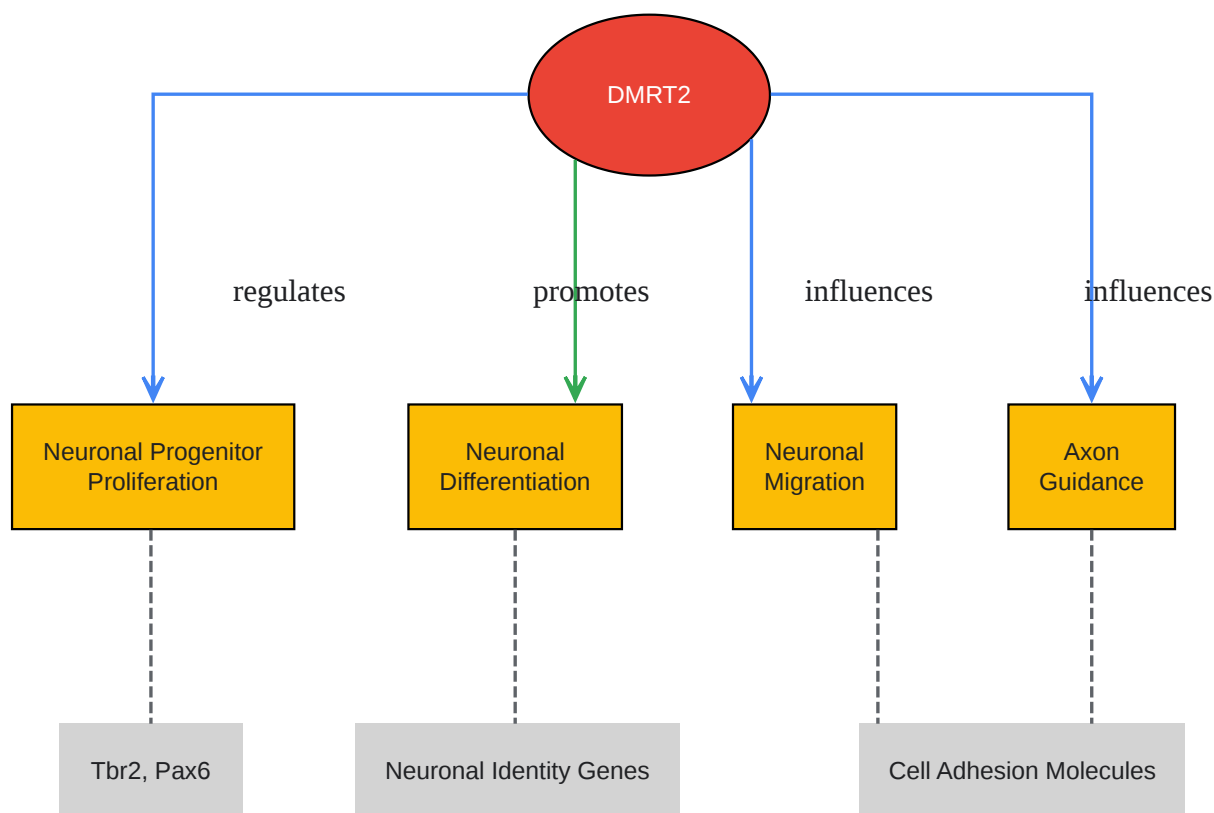 DMRT2
regulates
promotes
influences
influences
Neuronal Progenitor
Proliferation
Neuronal
Differentiation
Neuronal
Migration
Axon
Guidance
Tbr2, Pax6
Neuronal Identity Genes
Cell Adhesion Molecules